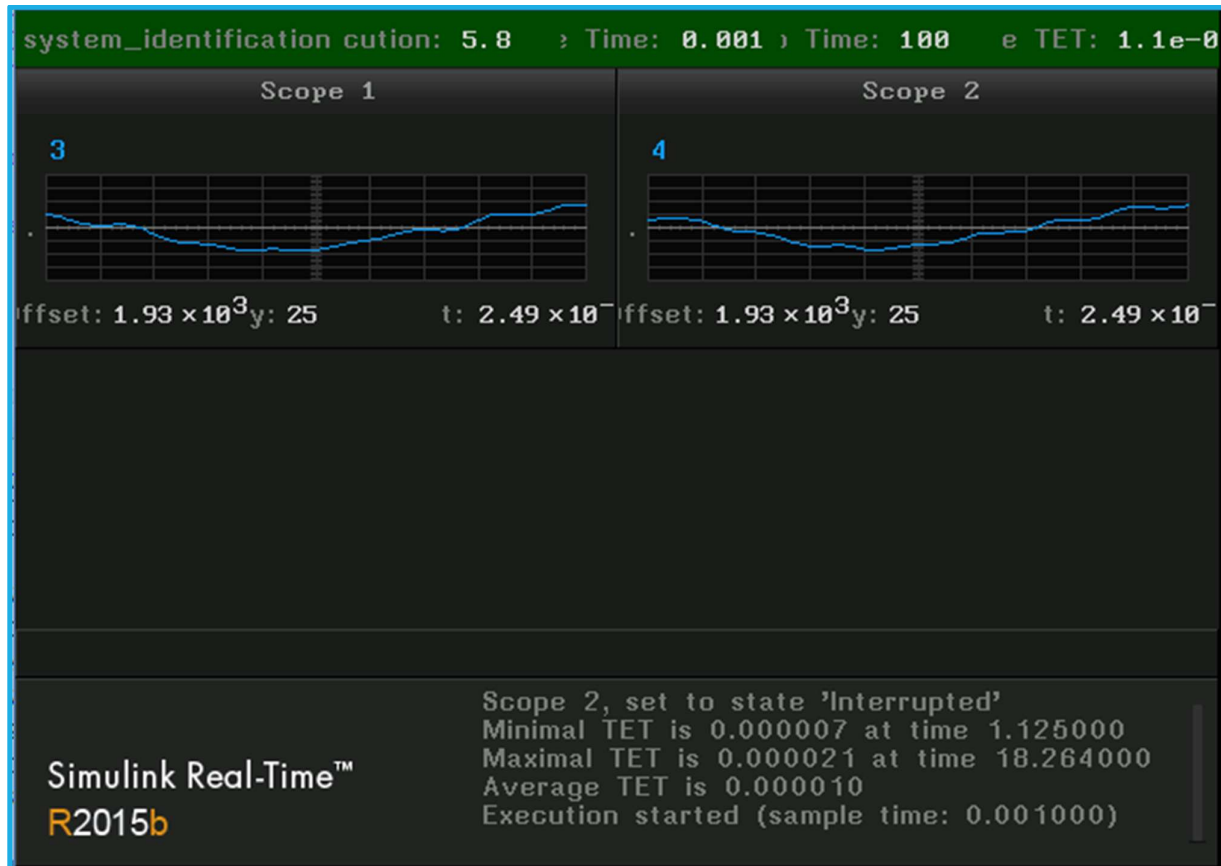 system_identification cution: 5.8 e Time: 0.001 Time: 100 e TET: 1.1e-0
Scope 1
Scope 2
3
4
ffset: 1.93 ×10³y: 25 t: 2.49 ×10⁻
ffset: 1.93 ×10³y: 25 t: 2.49 ×10⁻
Scope 2, set to state 'Interrupted'
Minimal TET is 0.000007 at time 1.125000
Maximal TET is 0.000021 at time 18.264000
Average TET is 0.000010
Execution started (sample time: 0.001000)
Simulink Real-Time™
R2015b